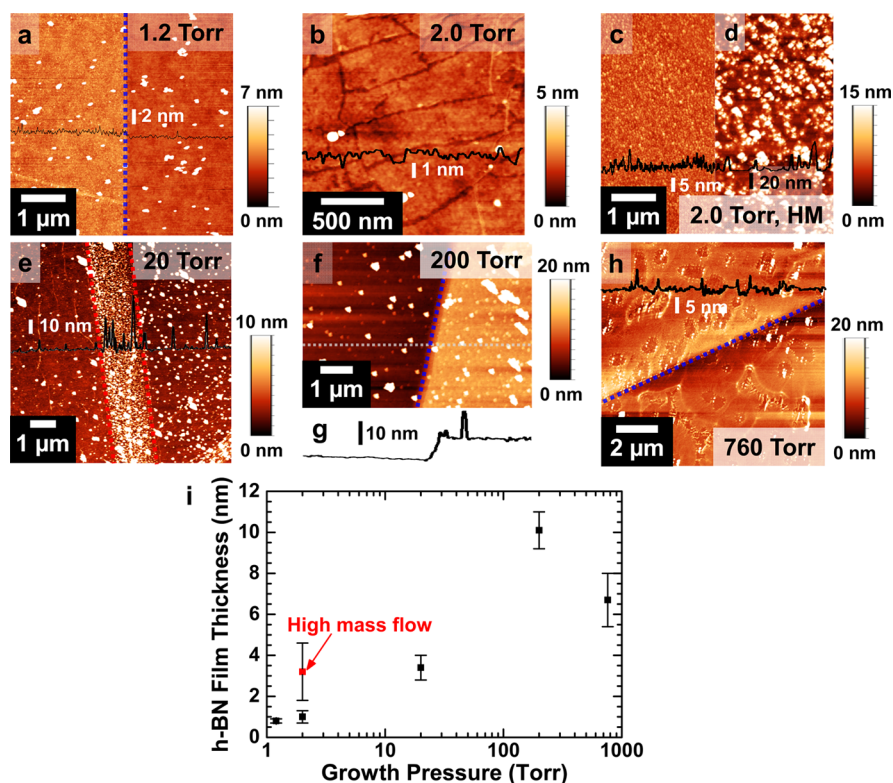 a
1.2 Torr
7 nm
2 nm
1 µm
0 nm
b
2.0 Torr
5 nm
1 nm
500 nm
0 nm
c
d
15 nm
5 nm
20 nm
1 µm
2.0 Torr, HM
0 nm
e
20 Torr
10 nm
10 nm
1 µm
0 nm
f
200 Torr
20 nm
1 µm
0 nm
g
10 nm
h
5 nm
20 nm
2 µm
760 Torr
0 nm
i
h-BN Film Thickness (nm)
12
10
8
6
4
2
0
High mass flow
1
10
100
1000
Growth Pressure (Torr)